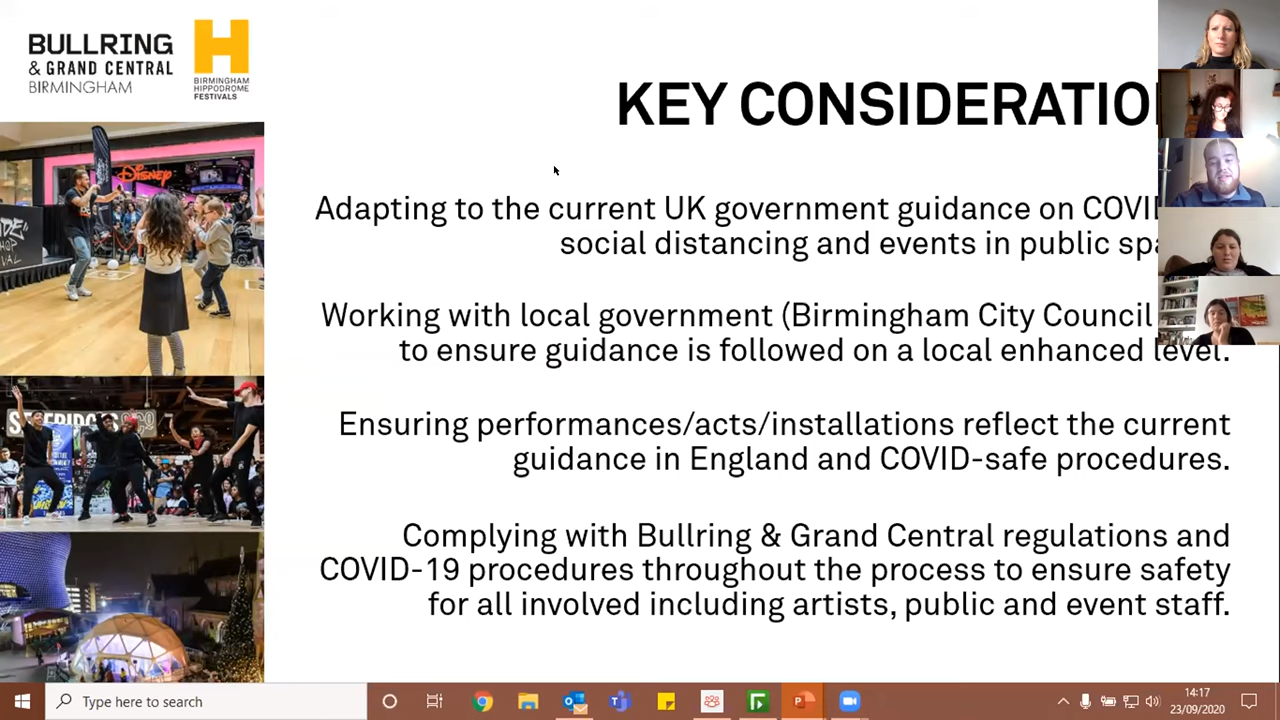 BULLRING
& GRAND CENTRAL
BIRMINGHAM
H
BIRMINGHAM
HIPPODROME
FESTIVALS
KEY CONSIDERATIO
Adapting to the current UK government guidance on COVI
social distancing and events in public spa
Working with local government (Birmingham City Council
to ensure guidance is followed on a local enhanced level.
Ensuring performances/acts/installations reflect the current
guidance in England and COVID-safe procedures.
Complying with Bullring & Grand Central regulations and
COVID-19 procedures throughout the process to ensure safety
for all involved including artists, public and event staff.
DISNEY
Type here to search
14:17
23/09/2020